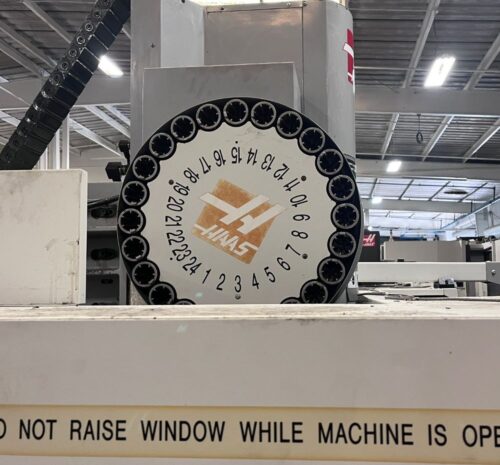 1 2 3 4 5 6 7 8 9 10 11 12 13 14 15 16 17 18 19 20 21 22 23 24
HAAS
O NOT RAISE WINDOW WHILE MACHINE IS OPE